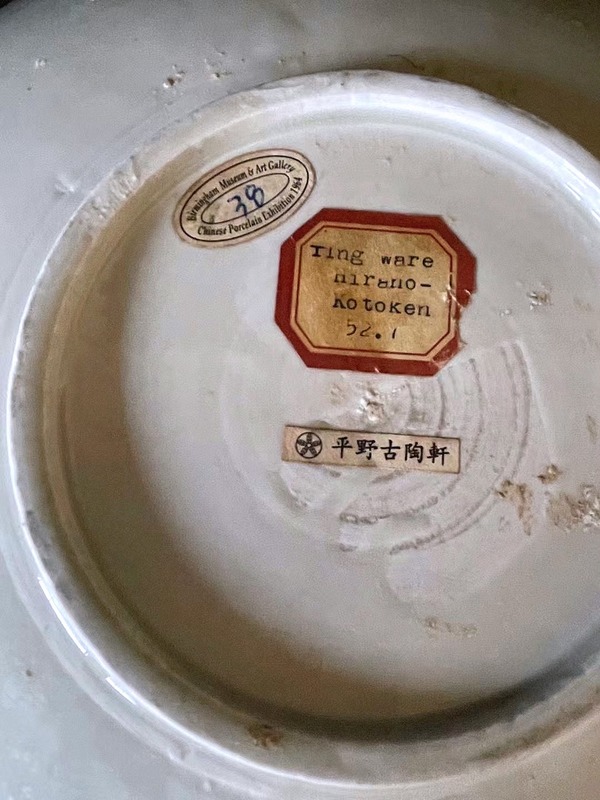 Birmingham Museum & Art Gallery
38
Chinese Porcelain Exhibition 1964
Ting ware
Hirano-
Kotoken
52.1
平野古陶軒